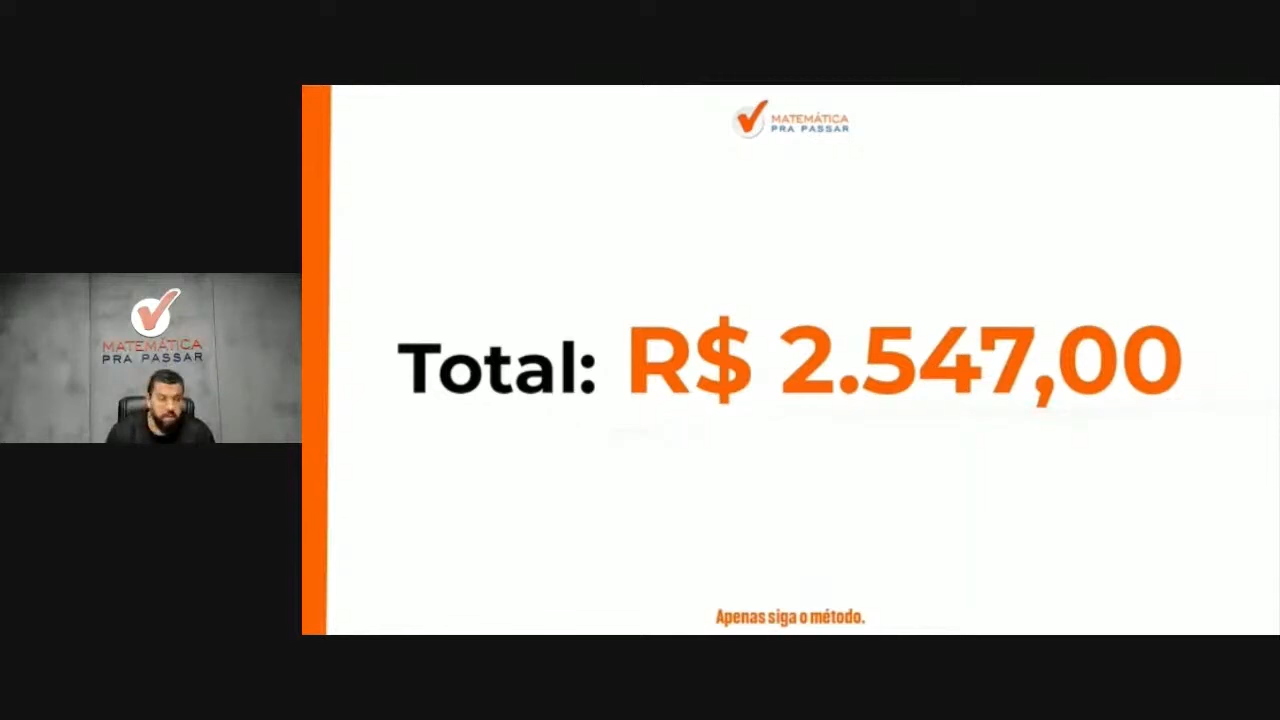 MATEMÁTICA
PRA PASSAR
MATEMÁTICA
PRA PASSAR
Total: R$ 2.547,00
Apenas siga o método.